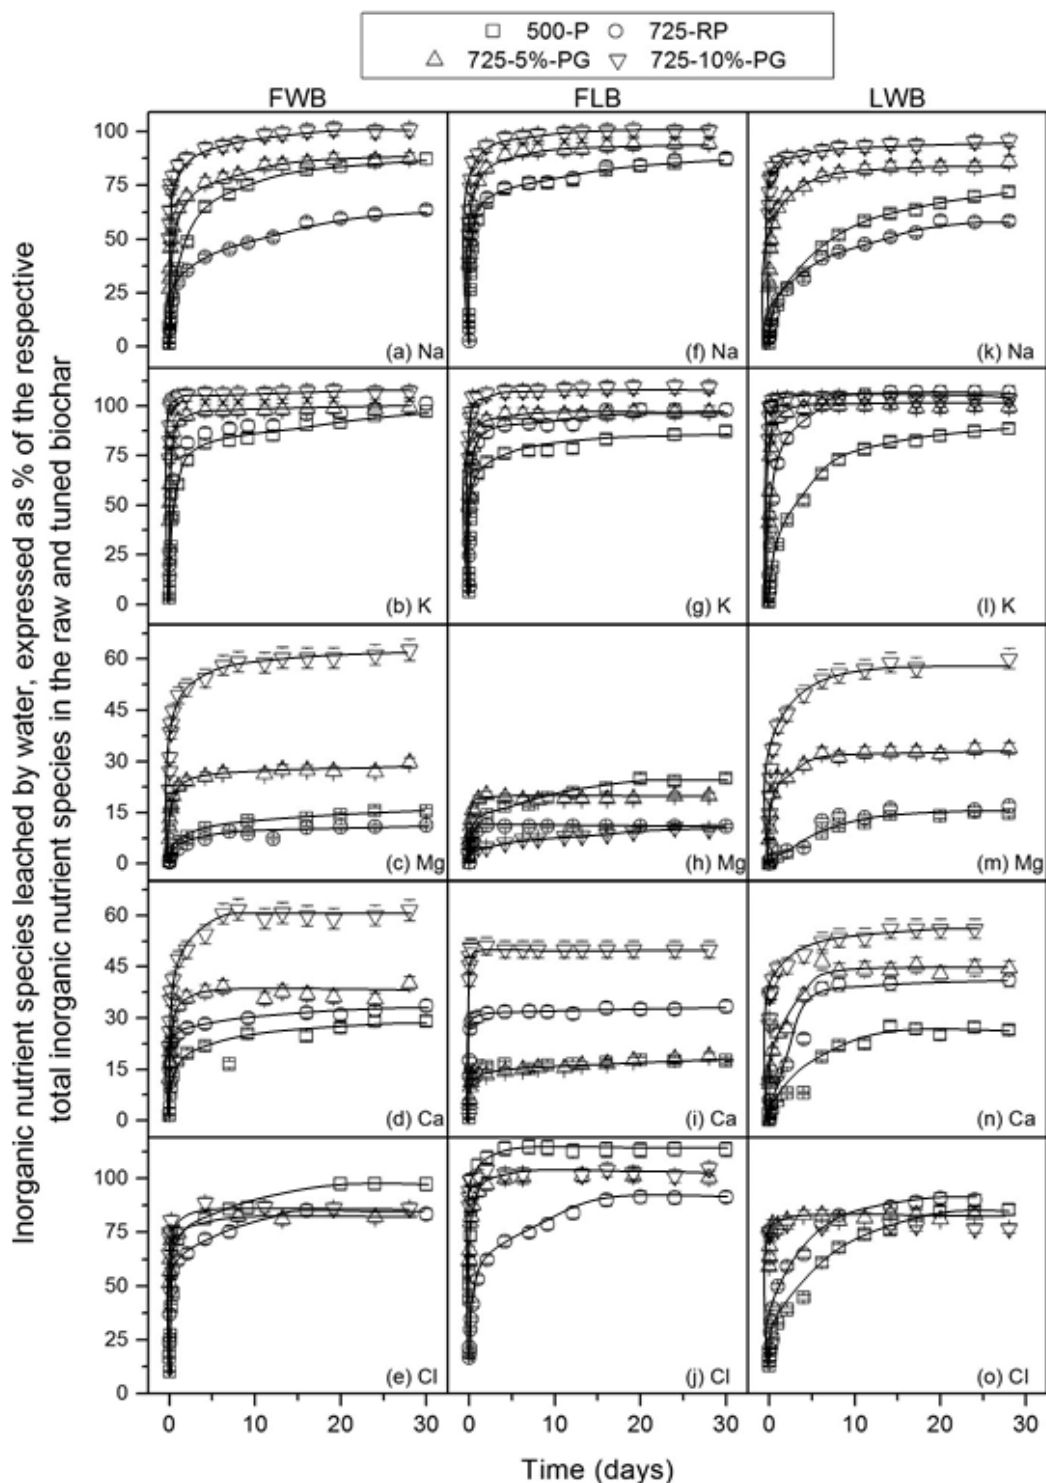 500-P 725-RP
725-5%-PG 725-10%-PG
FWB FLB LWB
Inorganic nutrient species leached by water, expressed as % of the respective
total inorganic nutrient species in the raw and tuned biochar
100
75
50
25
0
(a) Na (f) Na (k) Na
100
75
50
25
0
(b) K (g) K (l) K
60
45
30
15
0
(c) Mg (h) Mg (m) Mg
60
45
30
15
0
(d) Ca (i) Ca (n) Ca
100
75
50
25
0
(e) Cl (j) Cl (o) Cl
0 10 20 30 0 10 20 30 0 10 20 30
Time (days)